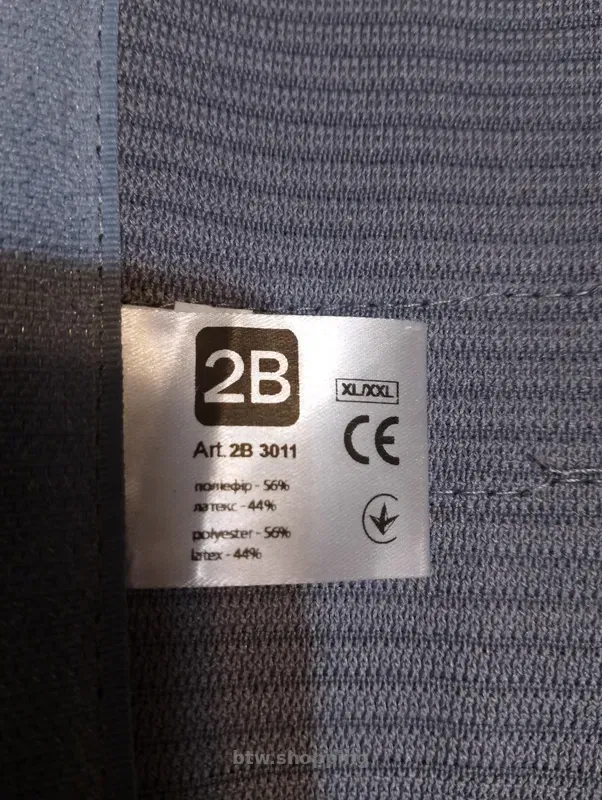 2B
XL/XXL
CE
Art. 2B 3011
поліефір - 56%
латекс - 44%
polyester - 56%
latex - 44%